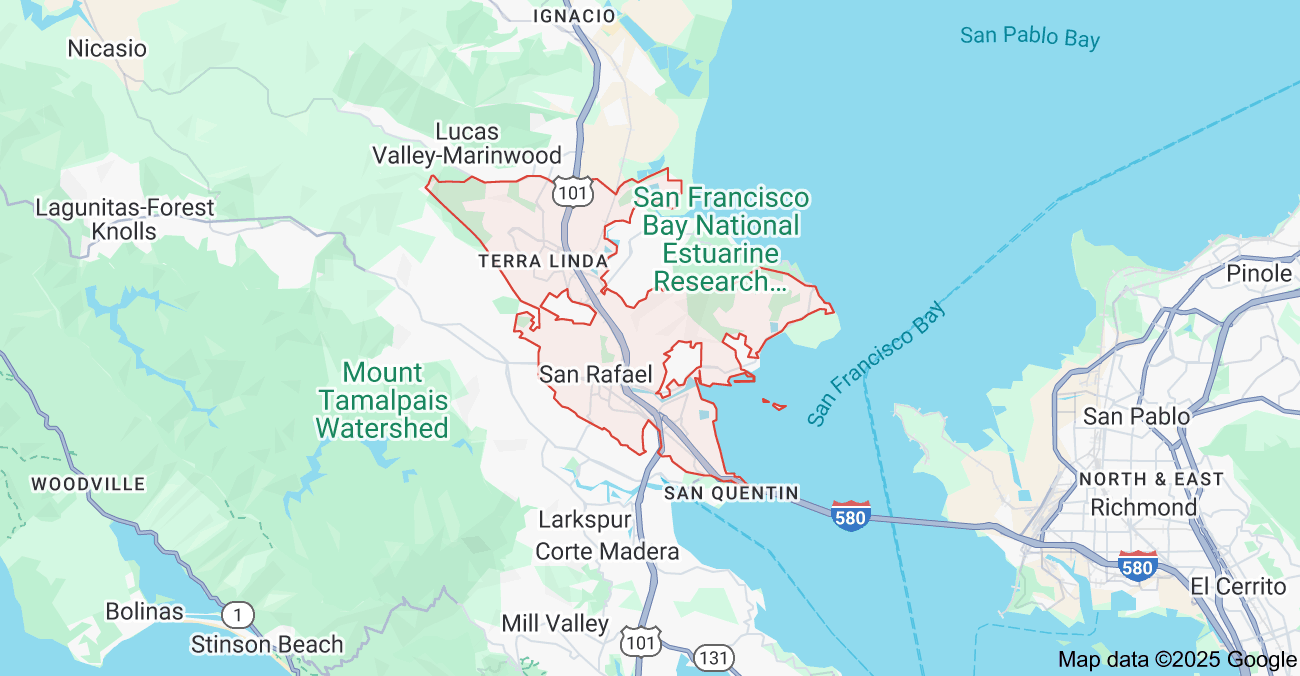 IGNACIO
San Pablo Bay
Nicasio
Lucas
Valley-Marinwood
101
San Francisco
Bay National
Estuarine
Research...
Lagunitas-Forest
Knolls
TERRA LINDA
Pinole
San Francisco Bay
Mount
Tamalpais
Watershed
San Rafael
San Pablo
WOODVILLE
SAN QUENTIN
NORTH & EAST
Richmond
580
Larkspur
Corte Madera
580
El Cerrito
Bolinas
1
Stinson Beach
Mill Valley
101
131
Map data ©2025 Google